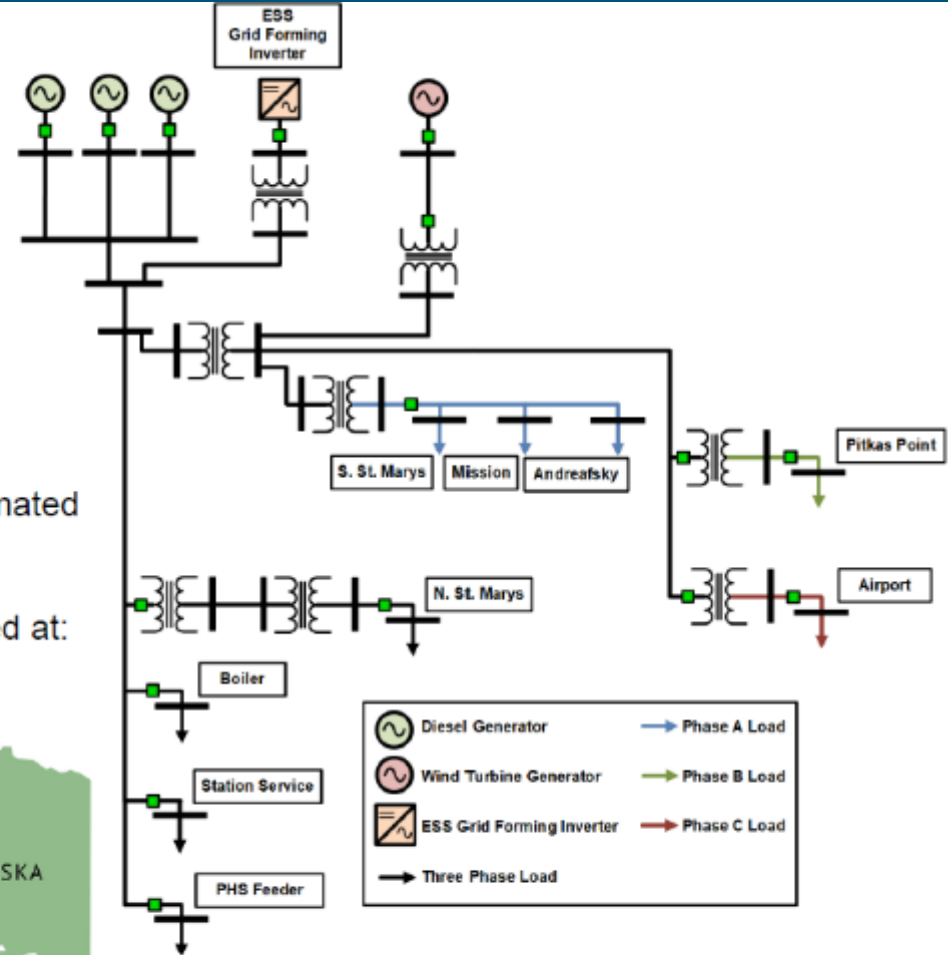 ESS
Grid Forming
Inverter
S. St. Marys
Mission
Andreafsky
Pitkas Point
mated
N. St. Marys
Airport
ed at:
Boiler
Station Service
PHS Feeder
Diesel Generator
Phase A Load
Wind Turbine Generator
Phase B Load
ESS Grid Forming Inverter
Phase C Load
Three Phase Load
SKA